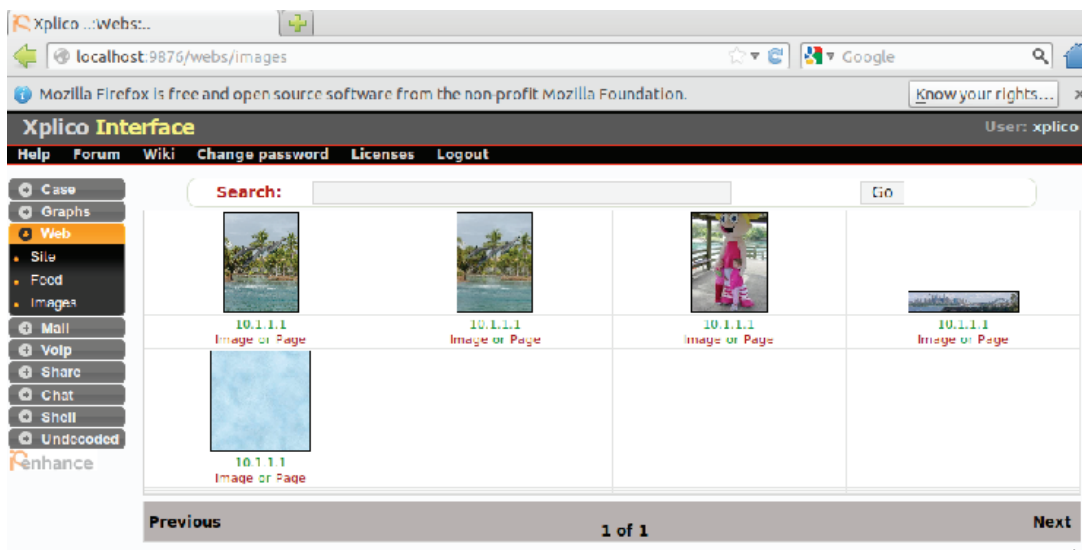 Xplico ..:Webs:...
localhost:9876/webs/images
Google
Mozilla Firefox is free and open source software from the non-profit Mozilla Foundation.
Know your rights...
Xplico Interface
User: xplico
Help Forum Wiki Change password Licenses Logout
Case
Graphs
Web
Site
Feed
Images
Mail
Voip
Share
Chat
Shell
Undecoded
enhance
Search:
Go
10.1.1.1
Image or Page
10.1.1.1
Image or Page
10.1.1.1
Image or Page
10.1.1.1
Image or Page
10.1.1.1
Image or Page
Previous
1 of 1
Next